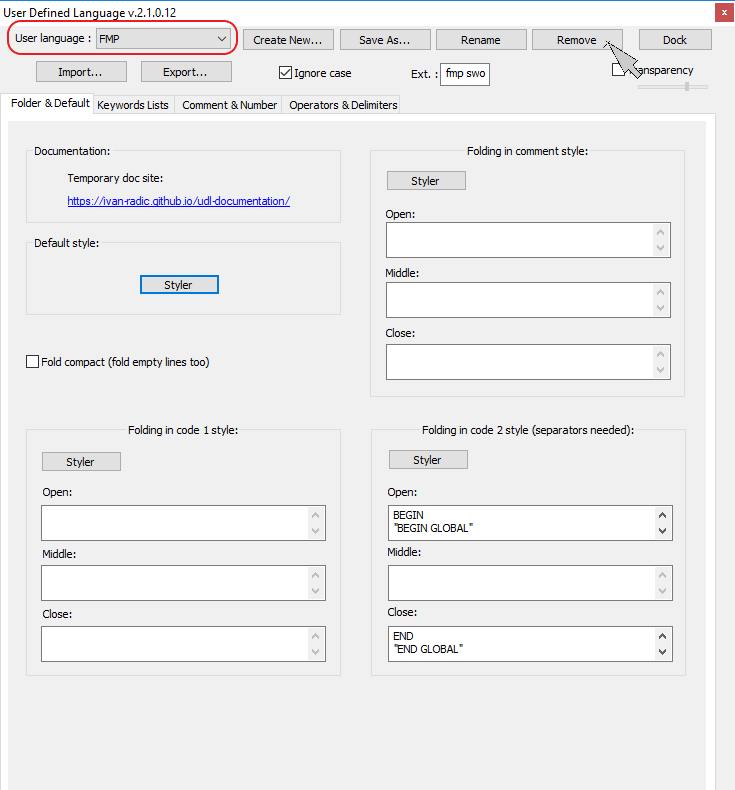 User Defined Language v.2.1.0.12
x
User language : FMP Create New... Save As... Rename Remove Dock
Import... Export... Ignore case Ext. : fmp swo
Folder & Default Keywords Lists Comment & Number Operators & Delimiters
Documentation:
Temporary doc site:
https://ivan-radic.github.io/udl-documentation/
Default style:
Styler
Fold compact (fold empty lines too)
Folding in comment style:
Styler
Open:
Middle:
Close:
Folding in code 1 style:
Styler
Open:
Middle:
Close:
Folding in code 2 style (separators needed):
Styler
Open:
BEGIN
"BEGIN GLOBAL"
Middle:
Close:
END
"END GLOBAL"